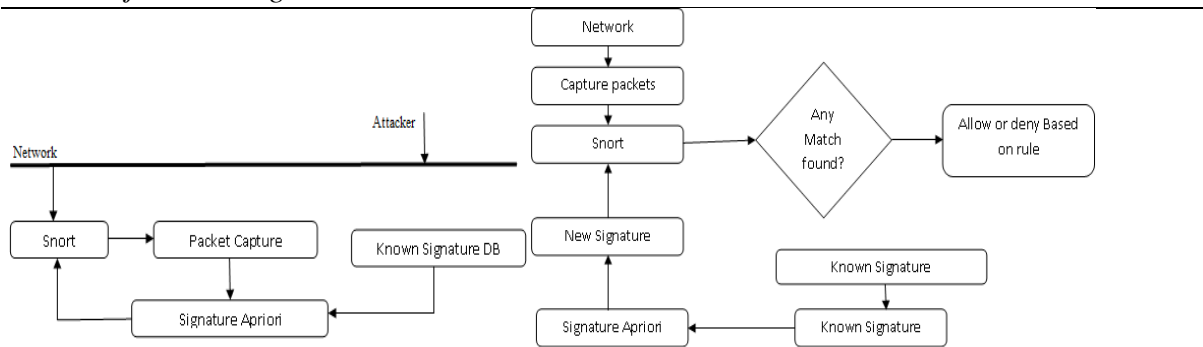 Attacker
Network
Snort
Packet Capture
Known Signature DB
Signature Apriori
Network
Capture packets
Snort
Any
Match
found?
Allow or deny Based
on rule
New Signature
Known Signature
Signature Apriori
Known Signature